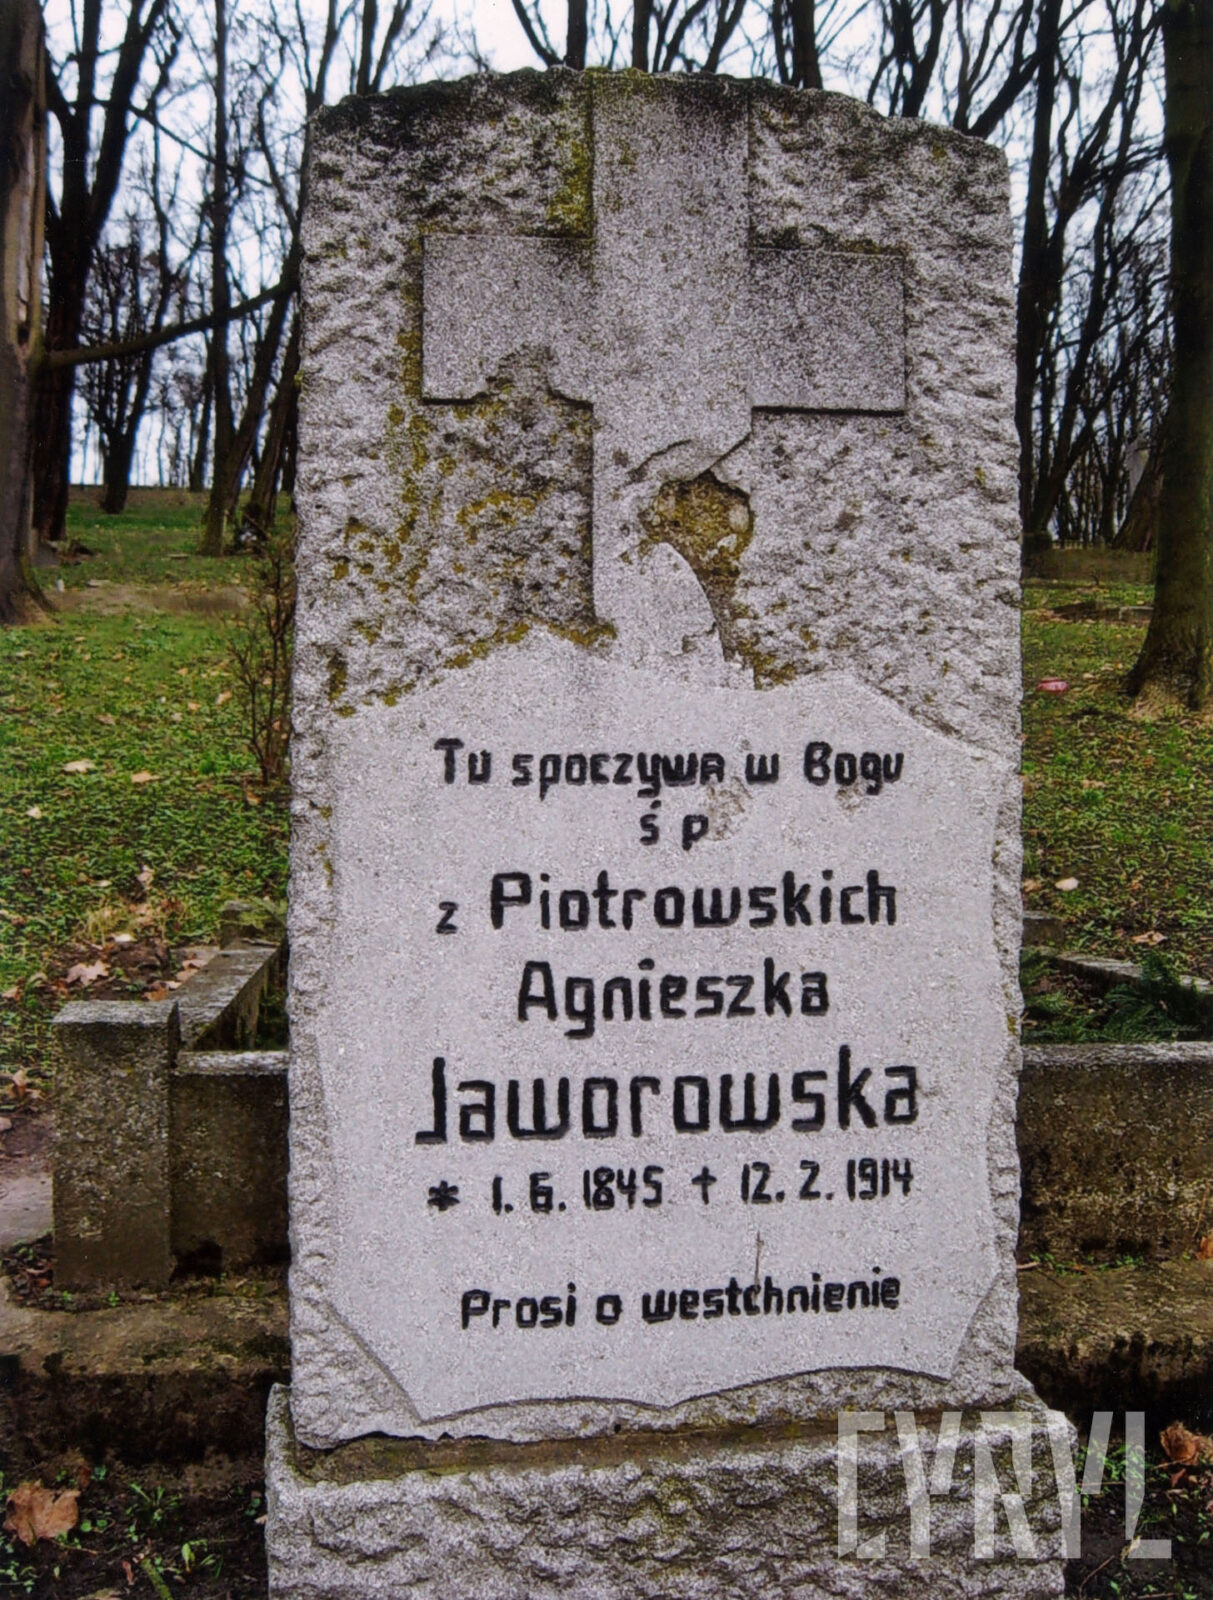 Tu spoczywa w Bogu
ś p
z Piotrowskich
Agnieszka
Jaworowska
* 1. 6. 1845 † 12. 2. 1914
Prosi o westchnienie
CYRYL